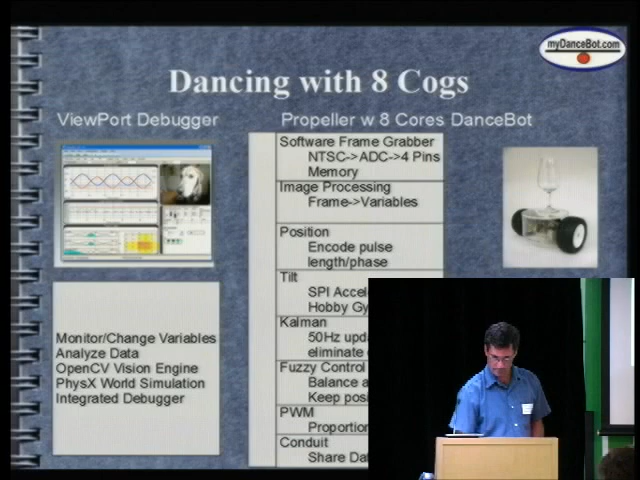 myDanceBot.com
Dancing with 8 Cogs
ViewPort Debugger
Propeller w 8 Cores DanceBot
Software Frame Grabber
NTSC->ADC->4 Pins
Memory
Image Processing
Frame->Variables
Position
Encode pulse
length/phase
Tilt
SPI Accel
Hobby Gy
Kalman
50Hz upd
eliminate
Fuzzy Control
Balance a
Keep pos
PWM
Proportion
Conduit
Share Da
Monitor/Change Variables
Analyze Data
OpenCV Vision Engine
PhysX World Simulation
Integrated Debugger